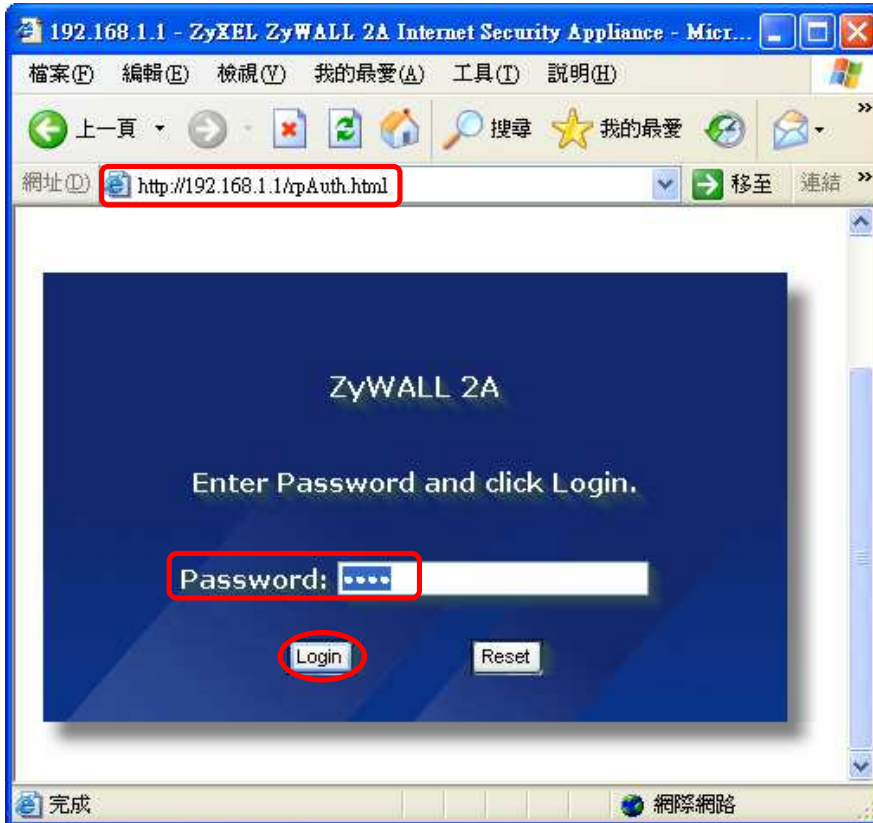 192.168.1.1 - ZyXEL ZyWALL 2A Internet Security Appliance - Micr...
檔案(F) 編輯(E) 檢視(V) 我的最愛(A) 工具(T) 說明(H)
上一頁 搜尋 我的最愛 »
網址(D) http://192.168.1.1/rpAuth.html 移至 連結 »
ZyWALL 2A
Enter Password and click Login.
Password: ••••
Login Reset
完成 網際網路